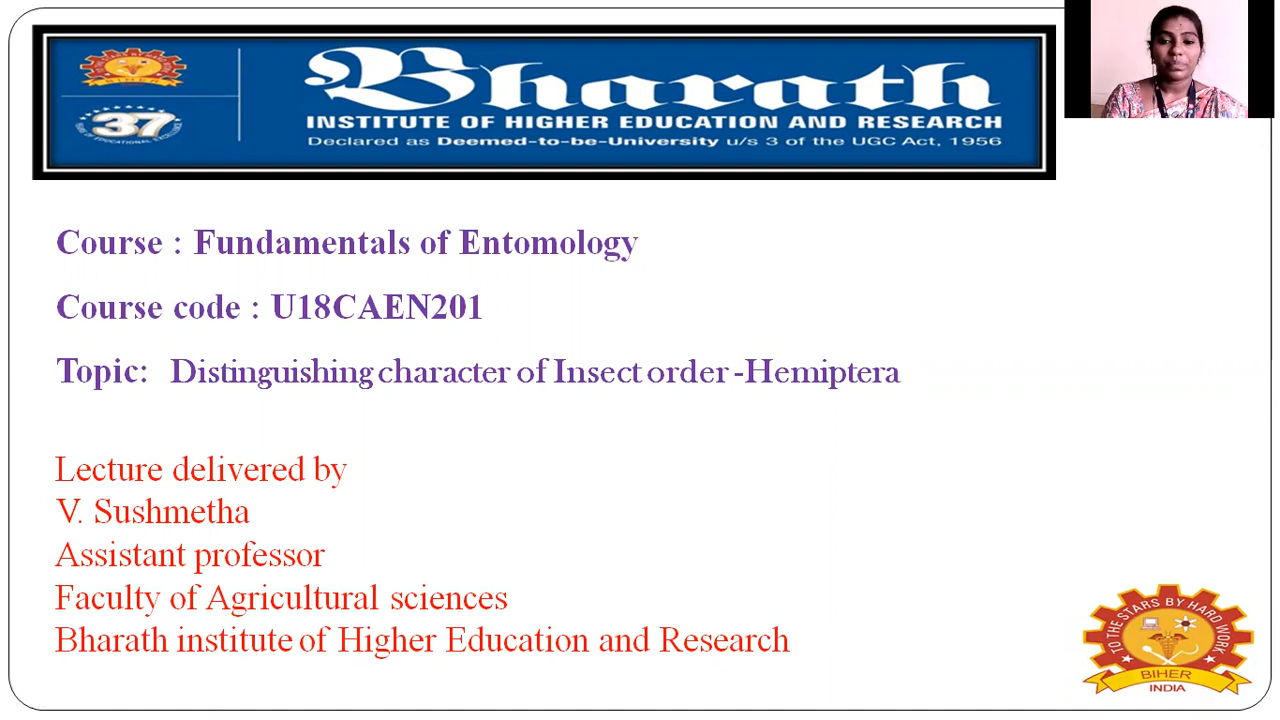 Bharath
INSTITUTE OF HIGHER EDUCATION AND RESEARCH
Declared as Deemed-to-be-University u/s 3 of the UGC Act, 1956
BIHER
37
Course : Fundamentals of Entomology
Course code : U18CAEN201
Topic: Distinguishing character of Insect order -Hemiptera
Lecture delivered by
V. Sushmetha
Assistant professor
Faculty of Agricultural sciences
Bharath institute of Higher Education and Research
TO THE STARS BY HARD WORK
BIHER
INDIA